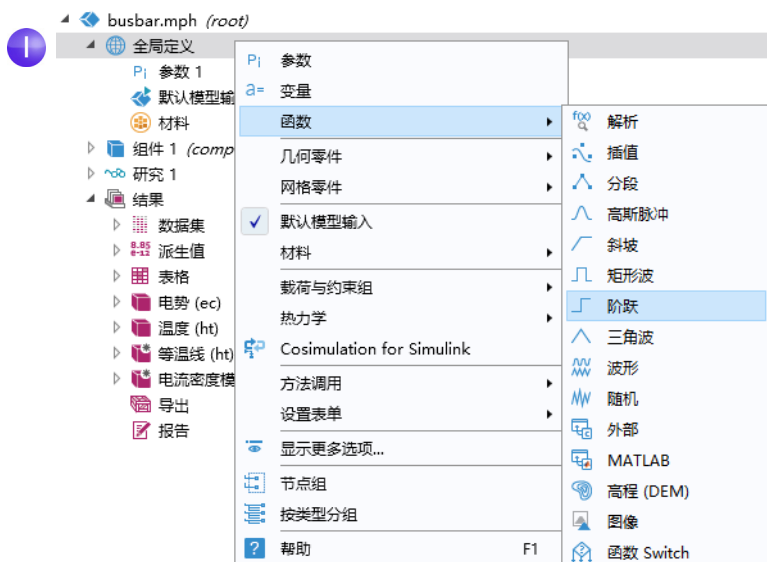 busbar.mph (root)
全局定义
Pi 参数 1
默认模型输
材料
组件 1 (comp
研究 1
结果
数据集
8.85
e-12 派生值
表格
电势 (ec)
温度 (ht)
等温线 (ht)
电流密度模
导出
报告
Pi 参数
a= 变量
函数
几何零件
网格零件
默认模型输入
材料
载荷与约束组
热力学
Cosimulation for Simulink
方法调用
设置表单
显示更多选项...
节点组
按类型分组
? 帮助 F1
f(x) 解析
插值
分段
高斯脉冲
斜坡
矩形波
阶跃
三角波
波形
随机
外部
MATLAB
高程 (DEM)
图像
函数 Switch